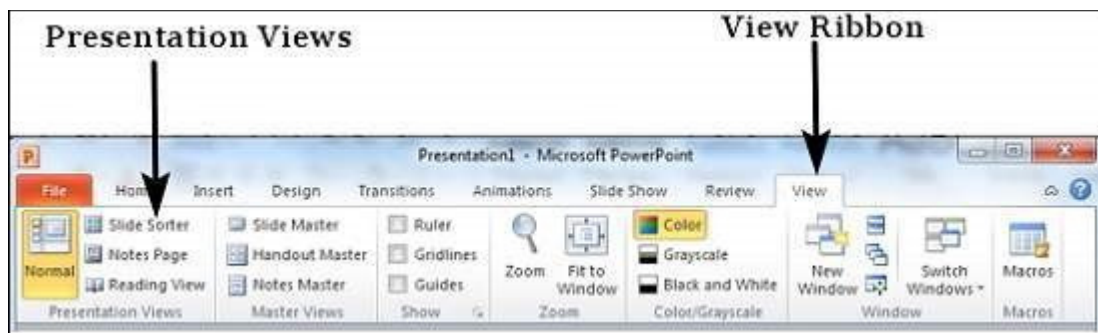 Presentation Views
View Ribbon
Presentation1 - Microsoft PowerPoint
File Home Insert Design Transitions Animations Slide Show Review View
Slide Sorter Slide Master Ruler Color
Notes Page Handout Master Gridlines Grayscale
Normal Reading View Notes Master Guides Zoom Fit to Window Black and White New Window Switch Windows Macros
Presentation Views Master Views Show Zoom Color/Grayscale Window Macros